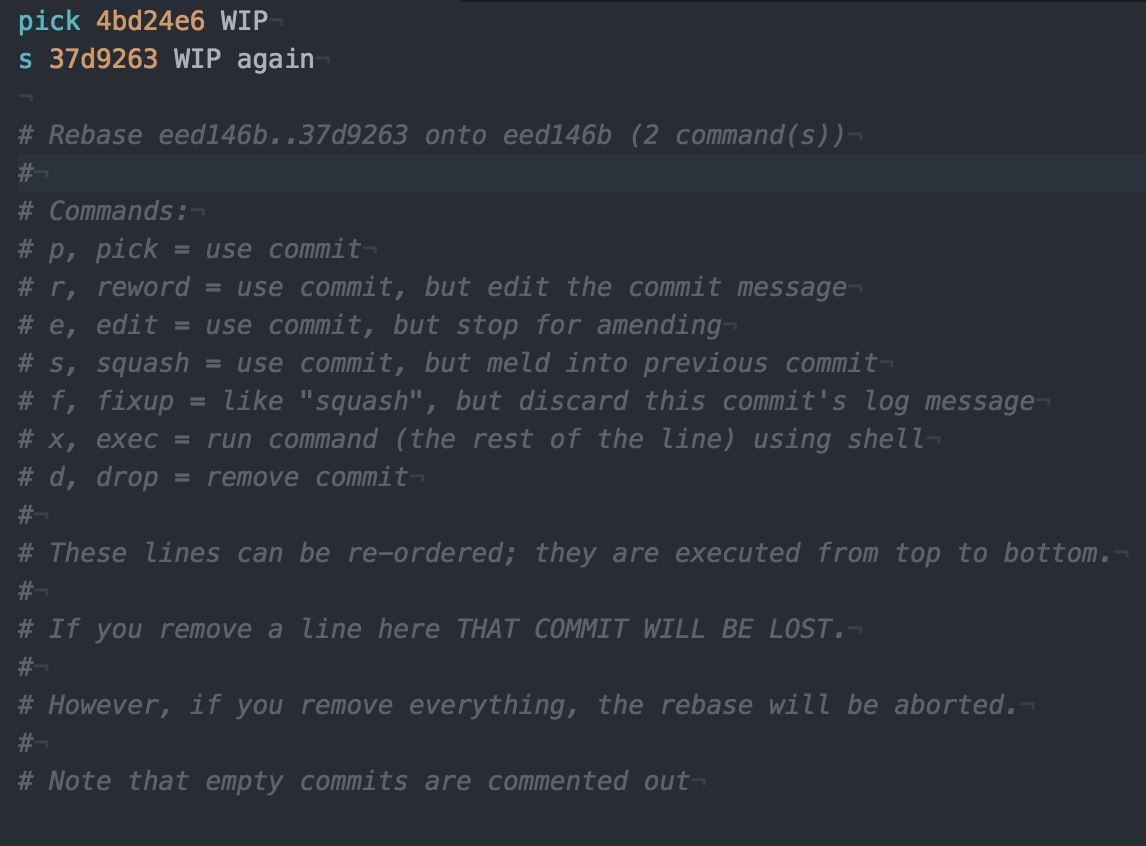 pick 4bd24e6 WIP¬
s 37d9263 WIP again¬
¬
# Rebase eed146b..37d9263 onto eed146b (2 command(s))¬
#¬
# Commands:¬
# p, pick = use commit¬
# r, reword = use commit, but edit the commit message¬
# e, edit = use commit, but stop for amending¬
# s, squash = use commit, but meld into previous commit¬
# f, fixup = like "squash", but discard this commit's log message¬
# x, exec = run command (the rest of the line) using shell¬
# d, drop = remove commit¬
#¬
# These lines can be re-ordered; they are executed from top to bottom.¬
#¬
# If you remove a line here THAT COMMIT WILL BE LOST.¬
#¬
# However, if you remove everything, the rebase will be aborted.¬
#¬
# Note that empty commits are commented out¬